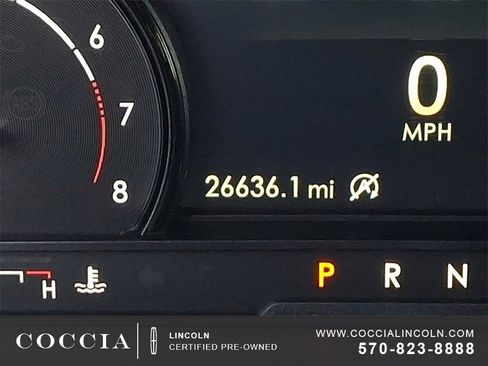 6
7
8
0
MPH
26636.1 mi
H
P R N
COCCIA
LINCOLN
CERTIFIED PRE-OWNED
WWW.COCCIALINCOLN.COM
570-823-8888